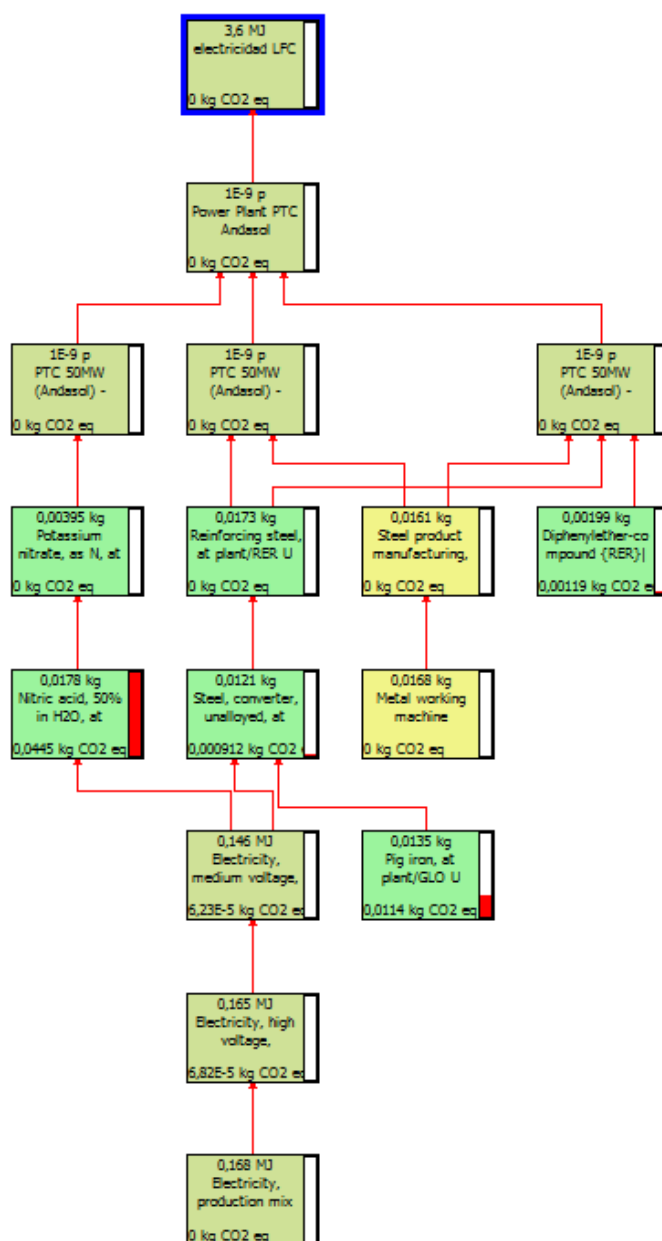 3,6 MJ
electricidad LFC
0 kg CO2 eq
1E-9 p
Power Plant PTC
Andasol
0 kg CO2 eq
1E-9 p
PTC 50MW
(Andasol) -
0 kg CO2 eq
1E-9 p
PTC 50MW
(Andasol) -
0 kg CO2 eq
1E-9 p
PTC 50MW
(Andasol) -
0 kg CO2 eq
0,00395 kg
Potassium
nitrate, as N, at
0 kg CO2 eq
0,0173 kg
Reinforcing steel,
at plant/RER U
0 kg CO2 eq
0,0161 kg
Steel product
manufacturing,
0 kg CO2 eq
0,00199 kg
Diphenylether-co
mpound {RER}|
0,00119 kg CO2 e
0,0178 kg
Nitric acid, 50%
in H2O, at
0,0445 kg CO2 eq
0,0121 kg
Steel, converter,
unalloyed, at
0,000912 kg CO2
0,0168 kg
Metal working
machine
0 kg CO2 eq
0,146 MJ
Electricity,
medium voltage,
6,23E-5 kg CO2 eq
0,0135 kg
Pig iron, at
plant/GLO U
0,0114 kg CO2 eq
0,165 MJ
Electricity, high
voltage,
6,82E-5 kg CO2 eq
0,168 MJ
Electricity,
production mix
0 kg CO2 eq